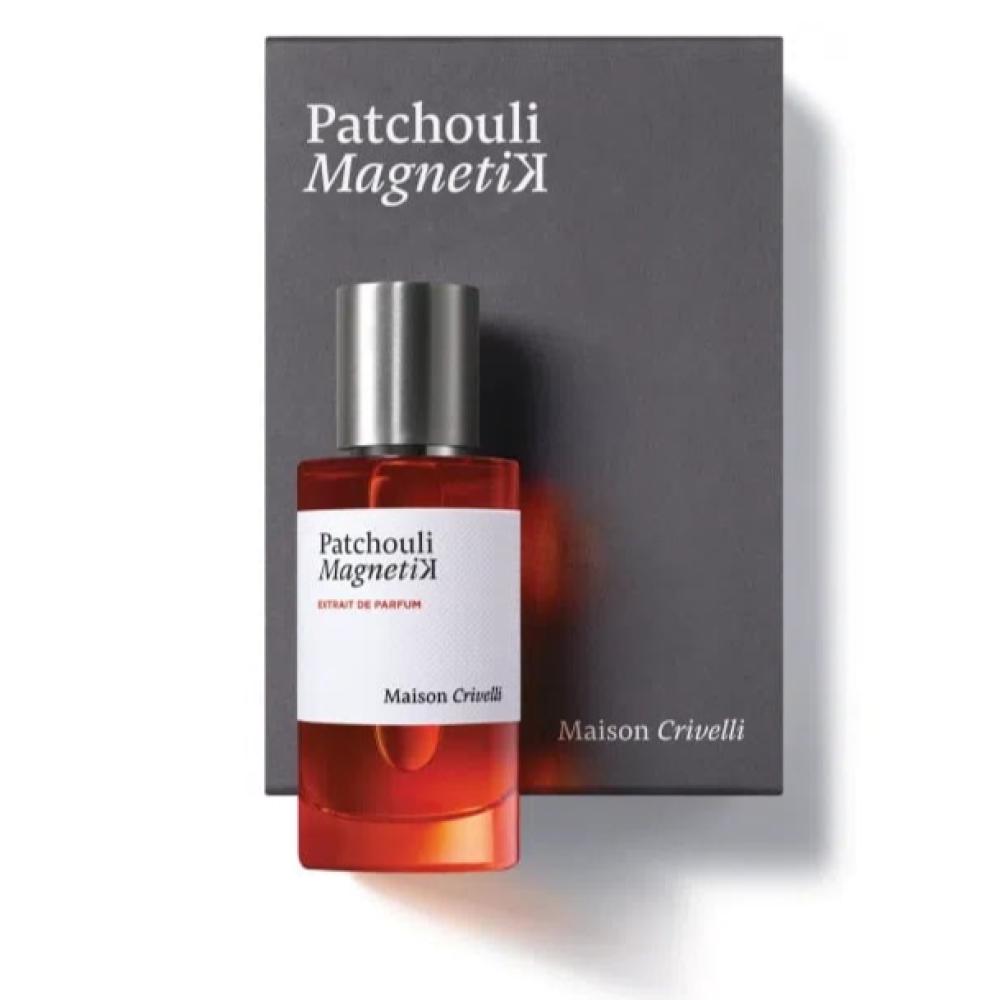 Patchouli
MagnetiK
Patchouli
MagnetiK
EXTRAIT DE PARFUM
Maison Crivelli
Maison Crivelli